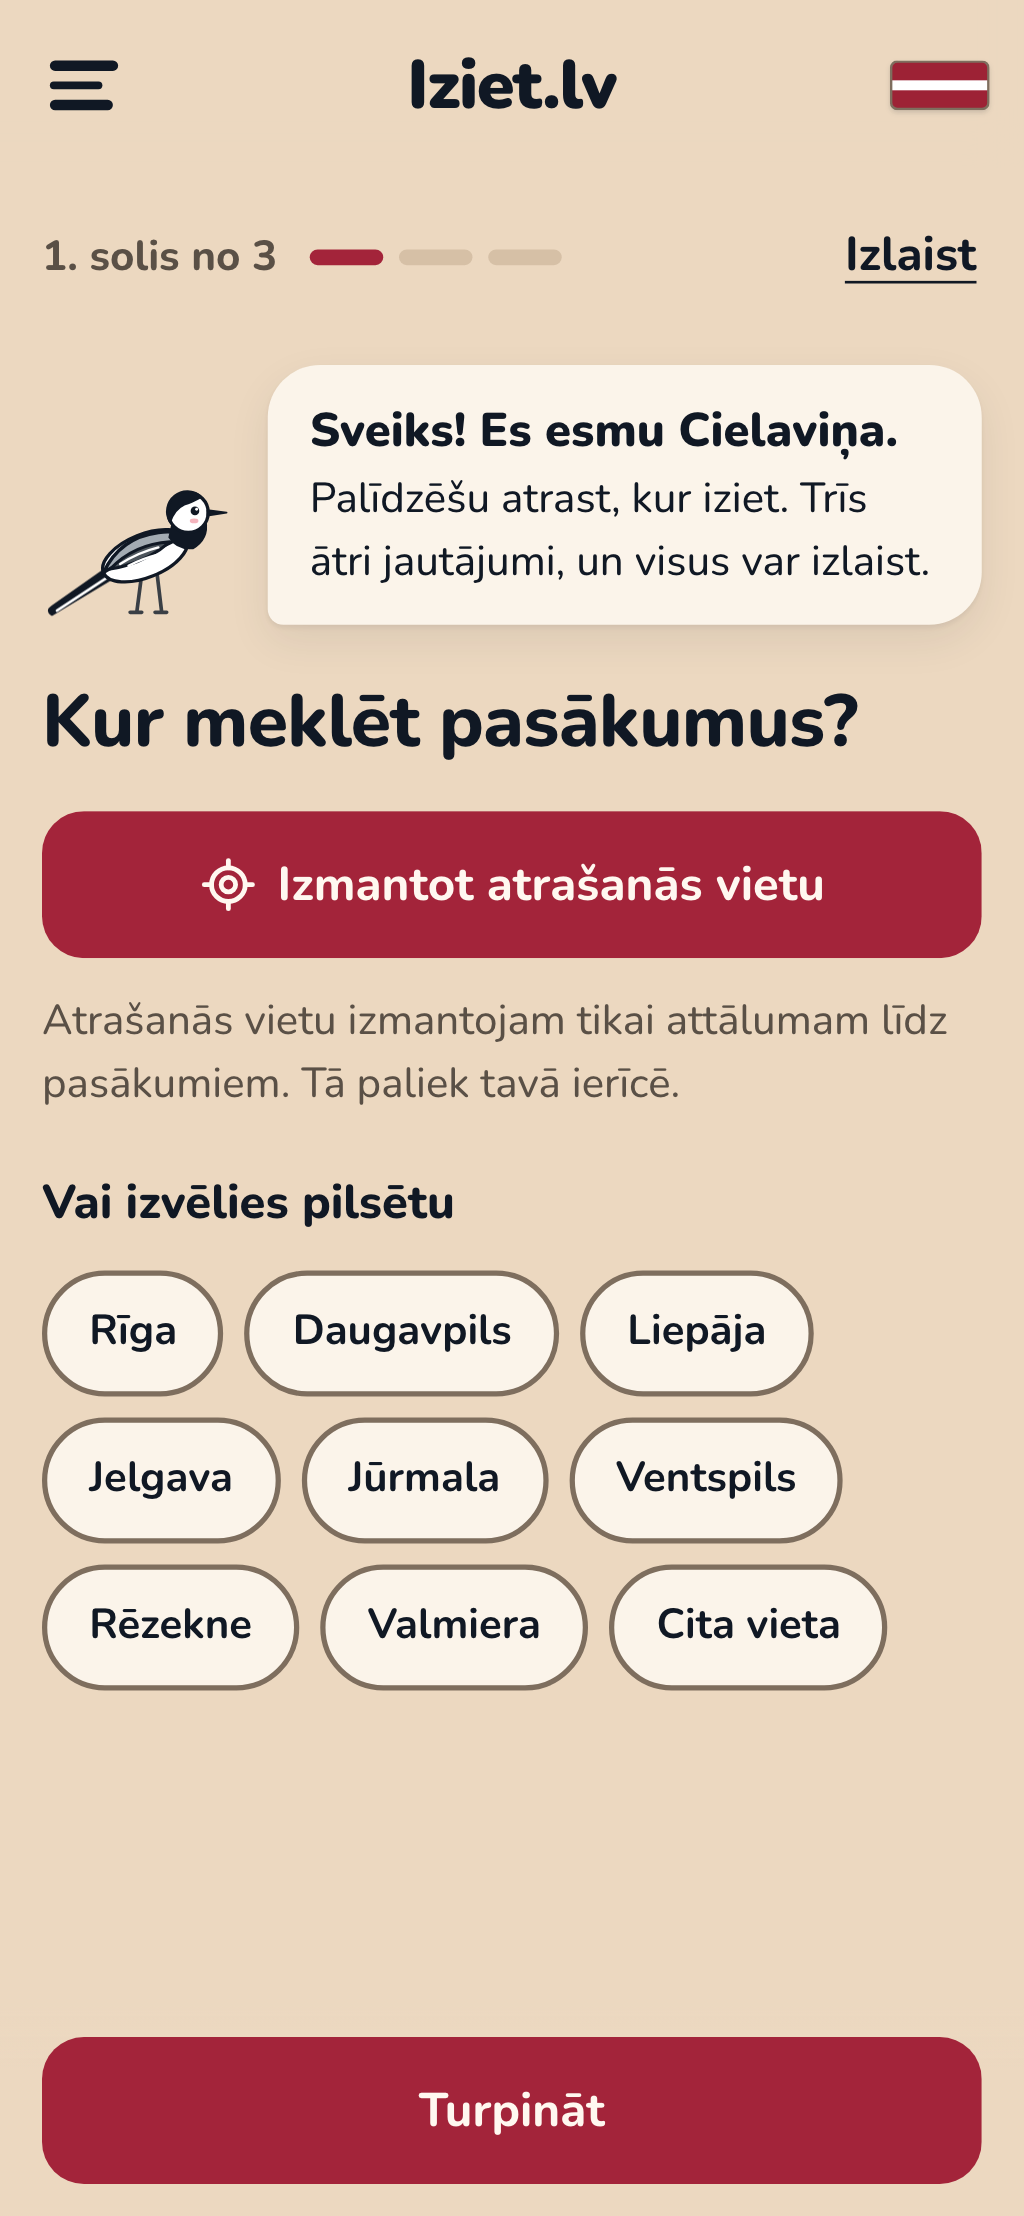 Iziet.lv
1. solis no 3
Izlaist
Sveiks! Es esmu Cielaviņa.
Palīdzēšu atrast, kur iziet. Trīs
ātri jautājumi, un visus var izlaist.
Kur meklēt pasākumus?
Izmantot atrašanās vietu
Atrašanās vietu izmantojam tikai attālumam līdz
pasākumiem. Tā paliek tavā ierīcē.
Vai izvēlies pilsētu
Rīga
Daugavpils
Liepāja
Jelgava
Jūrmala
Ventspils
Rēzekne
Valmiera
Cita vieta
Turpināt